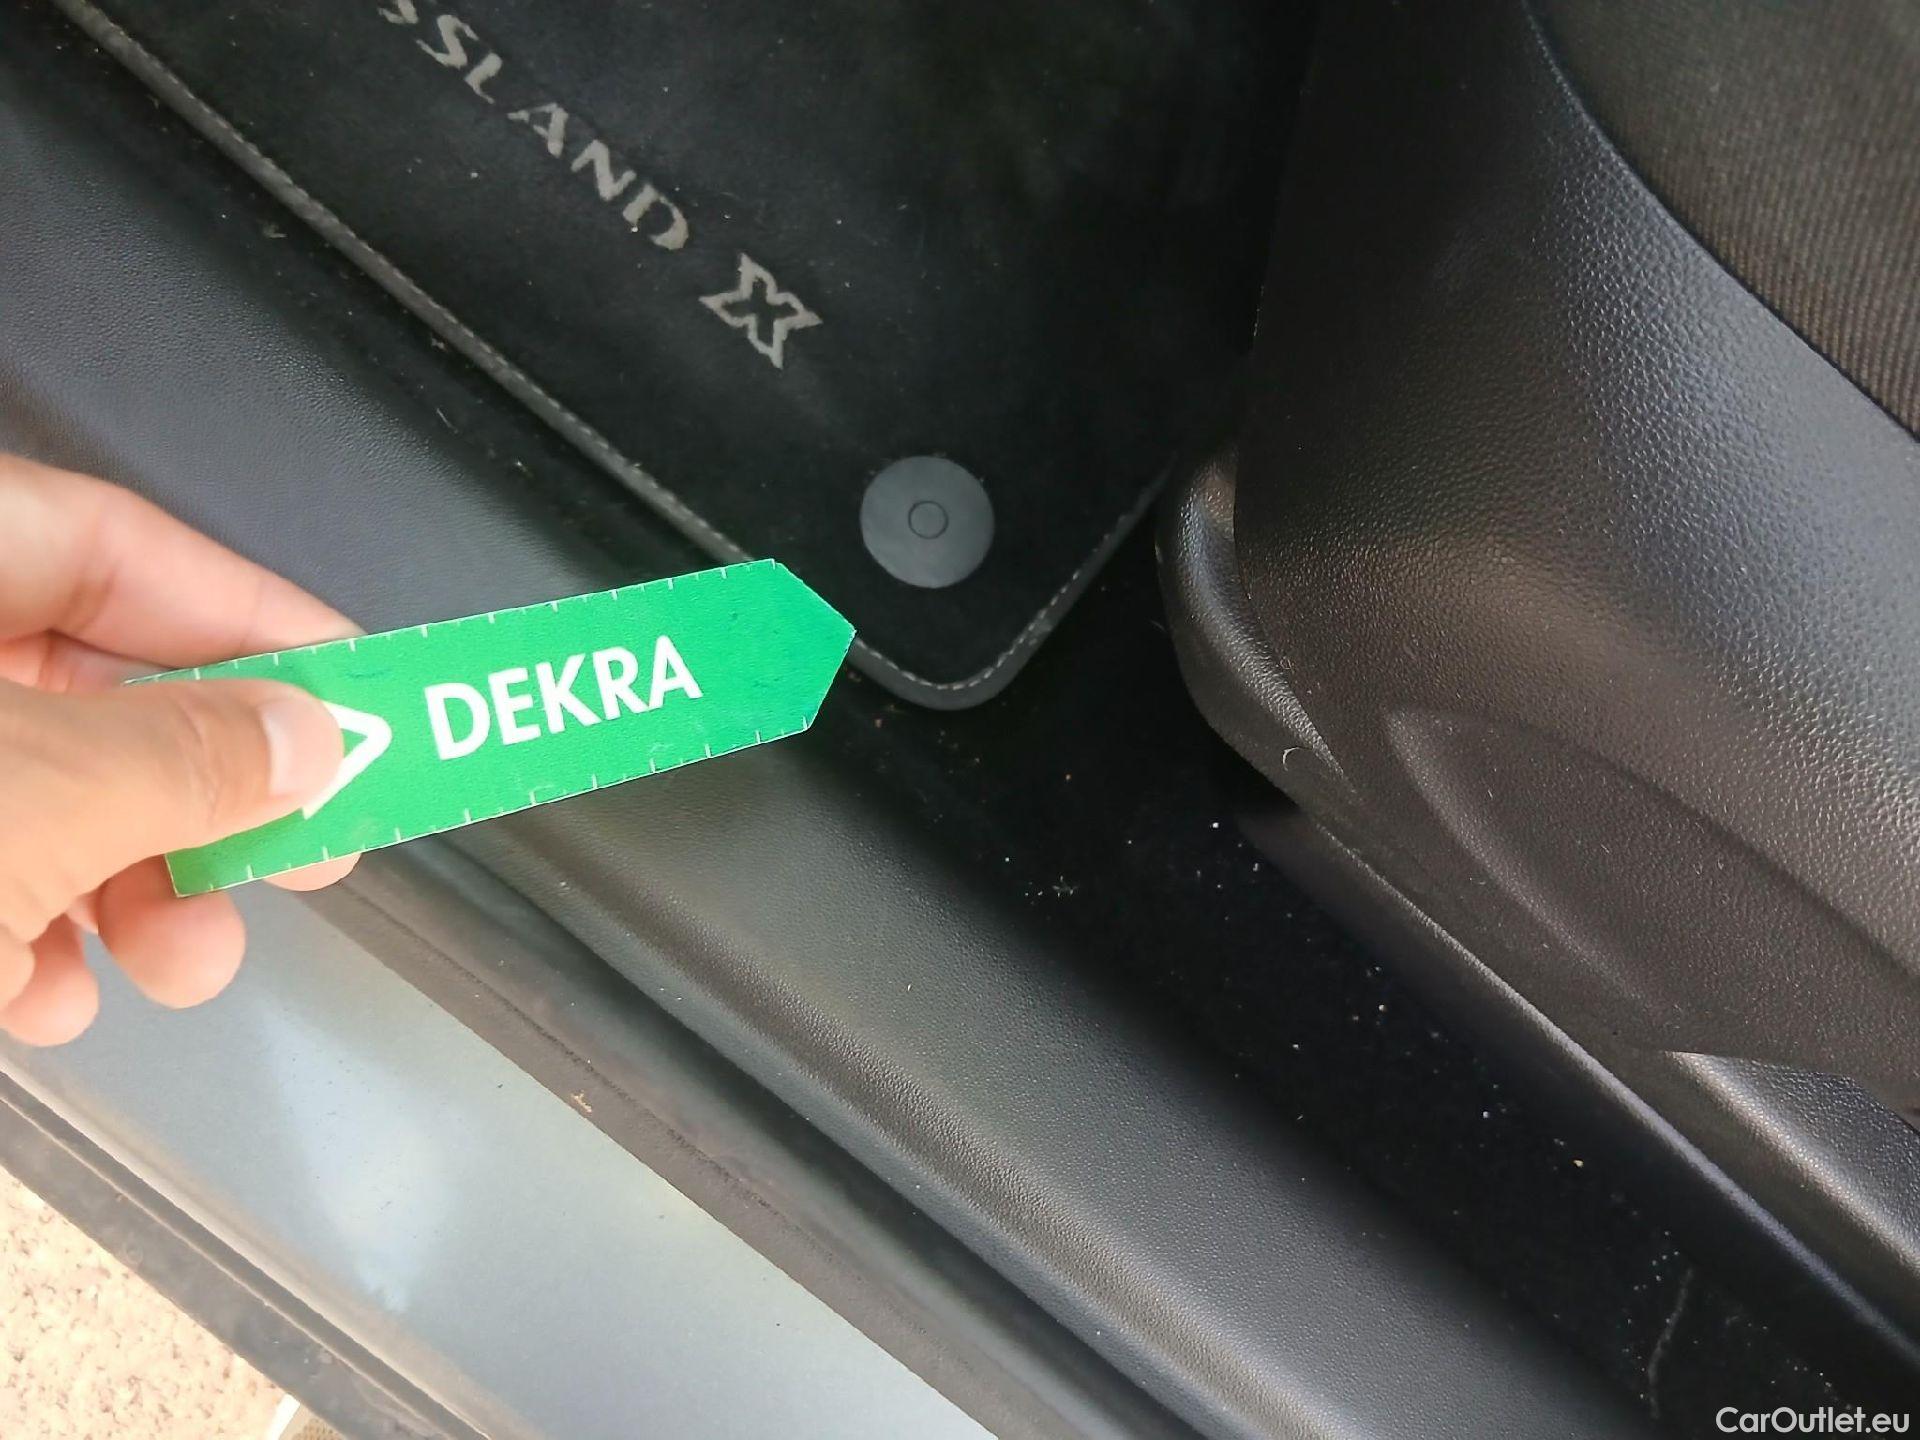 SSLAND X
DEKRA
CarOutlet.eu